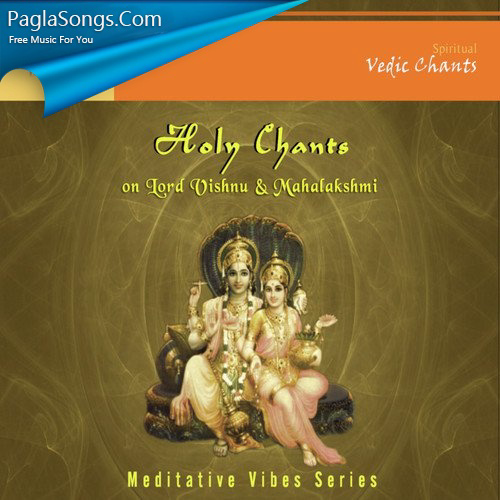 PaglaSongs.Com
Free Music For You
Spiritual
Vedic Chants
Holy Chants
on Lord Vishnu & Mahalakshmi
Meditative Vibes Series